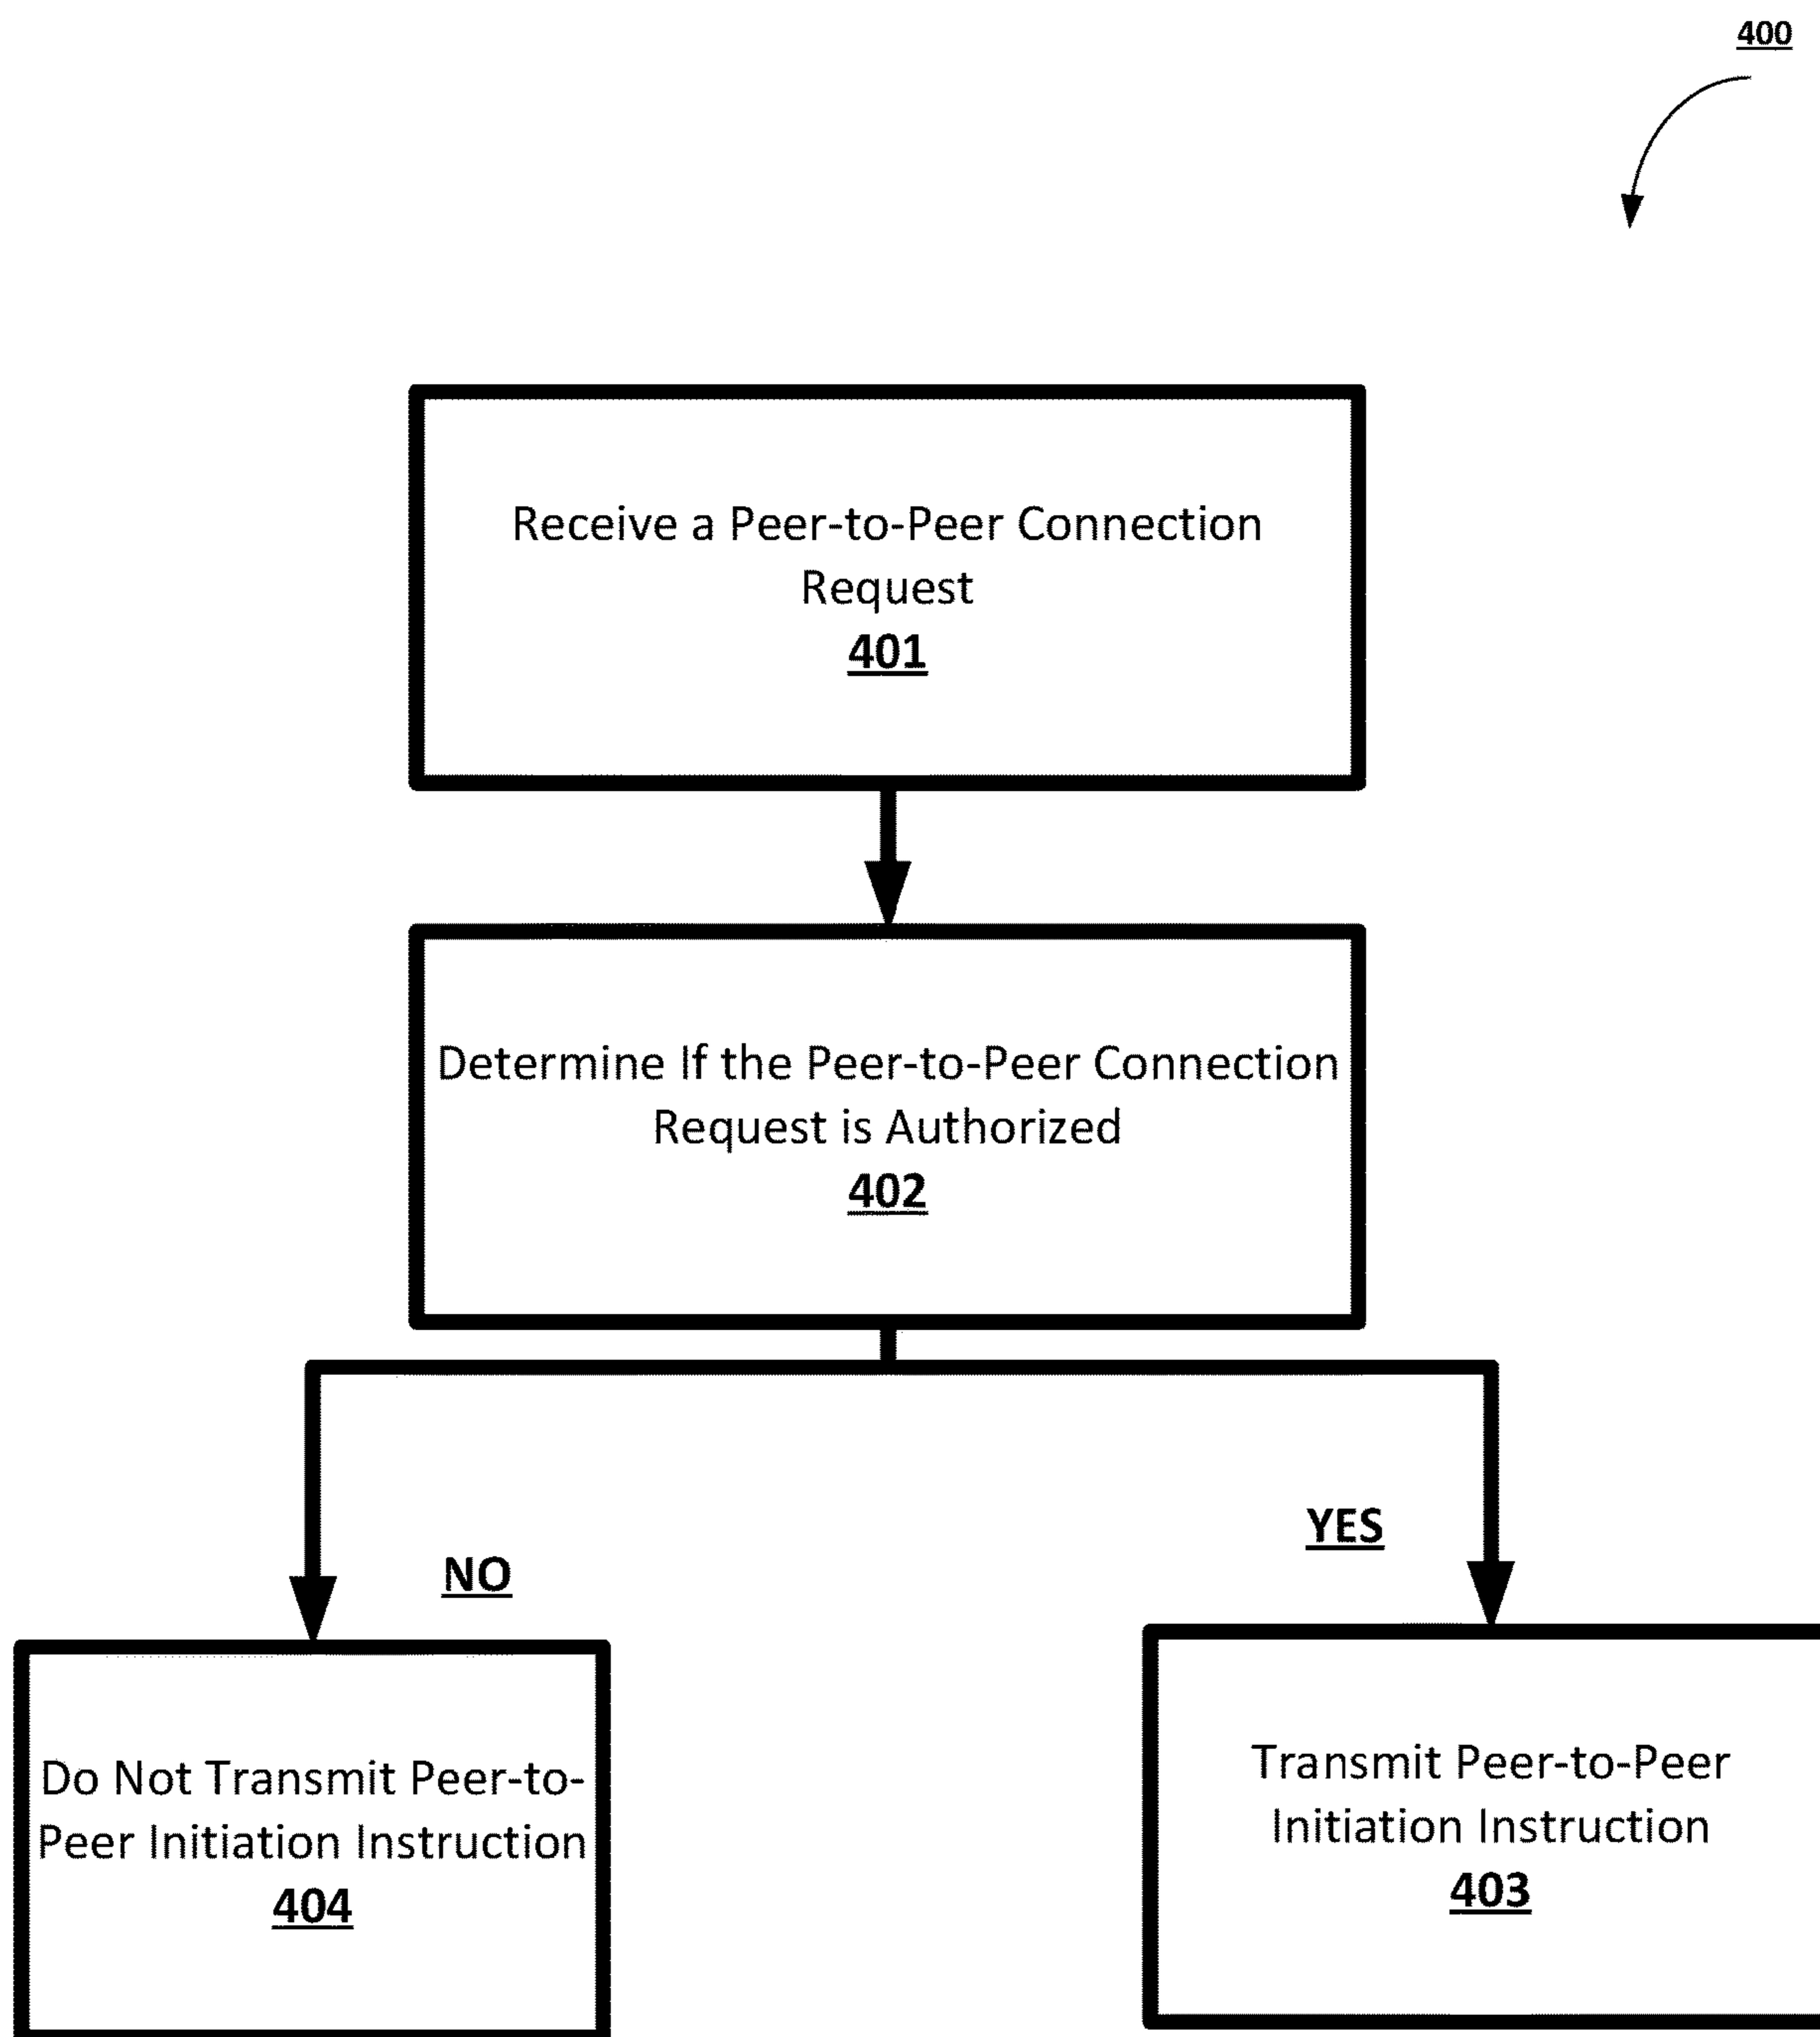 400
Receive a Peer-to-Peer Connection
Request
401
Determine If the Peer-to-Peer Connection
Request is Authorized
402
NO
YES
Do Not Transmit Peer-to-
Peer Initiation Instruction
404
Transmit Peer-to-Peer
Initiation Instruction
403